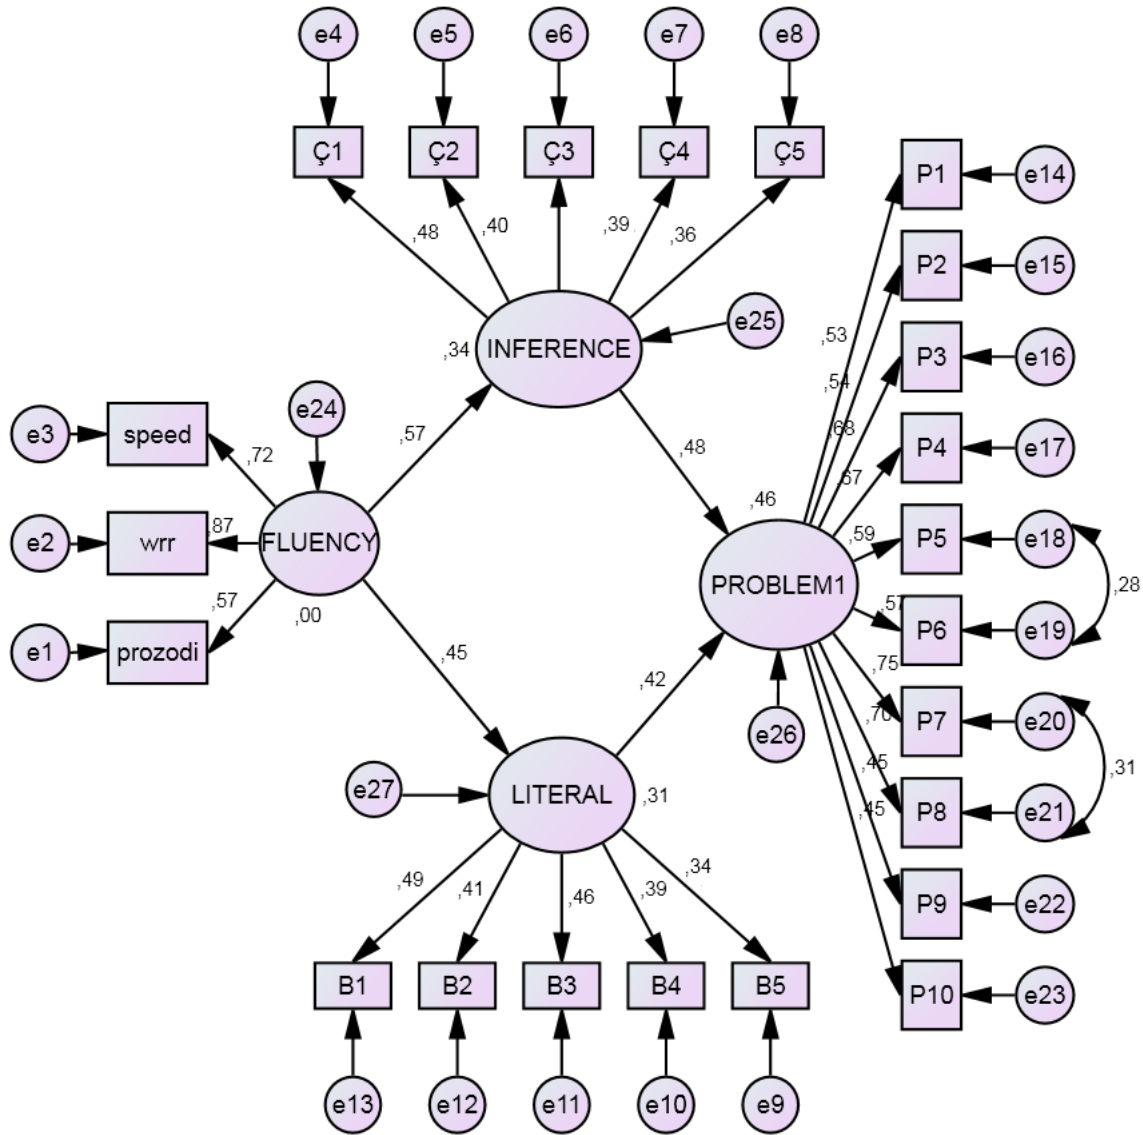 e4 e5 e6 e7 e8
Ç1 Ç2 Ç3 Ç4 Ç5
,48 ,40 ,39 ,36
,34 INFERENCE e25
P1 e14
P2 e15
P3 e16
P4 e17
P5 e18
P6 e19
P7 e20
P8 e21
P9 e22
P10 e23
,28
,31
,53
,54
,68
,67
,59
,57
,75
,70
,45
,45
e24
e3 speed ,72
e2 wrr ,87 FLUENCY
e1 prozodi ,57
,00
,57
,45
,48
,42
,46
PROBLEM1
e26
e27 LITERAL ,31
,49 ,41 ,46 ,39 ,34
B1 B2 B3 B4 B5
e13 e12 e11 e10 e9